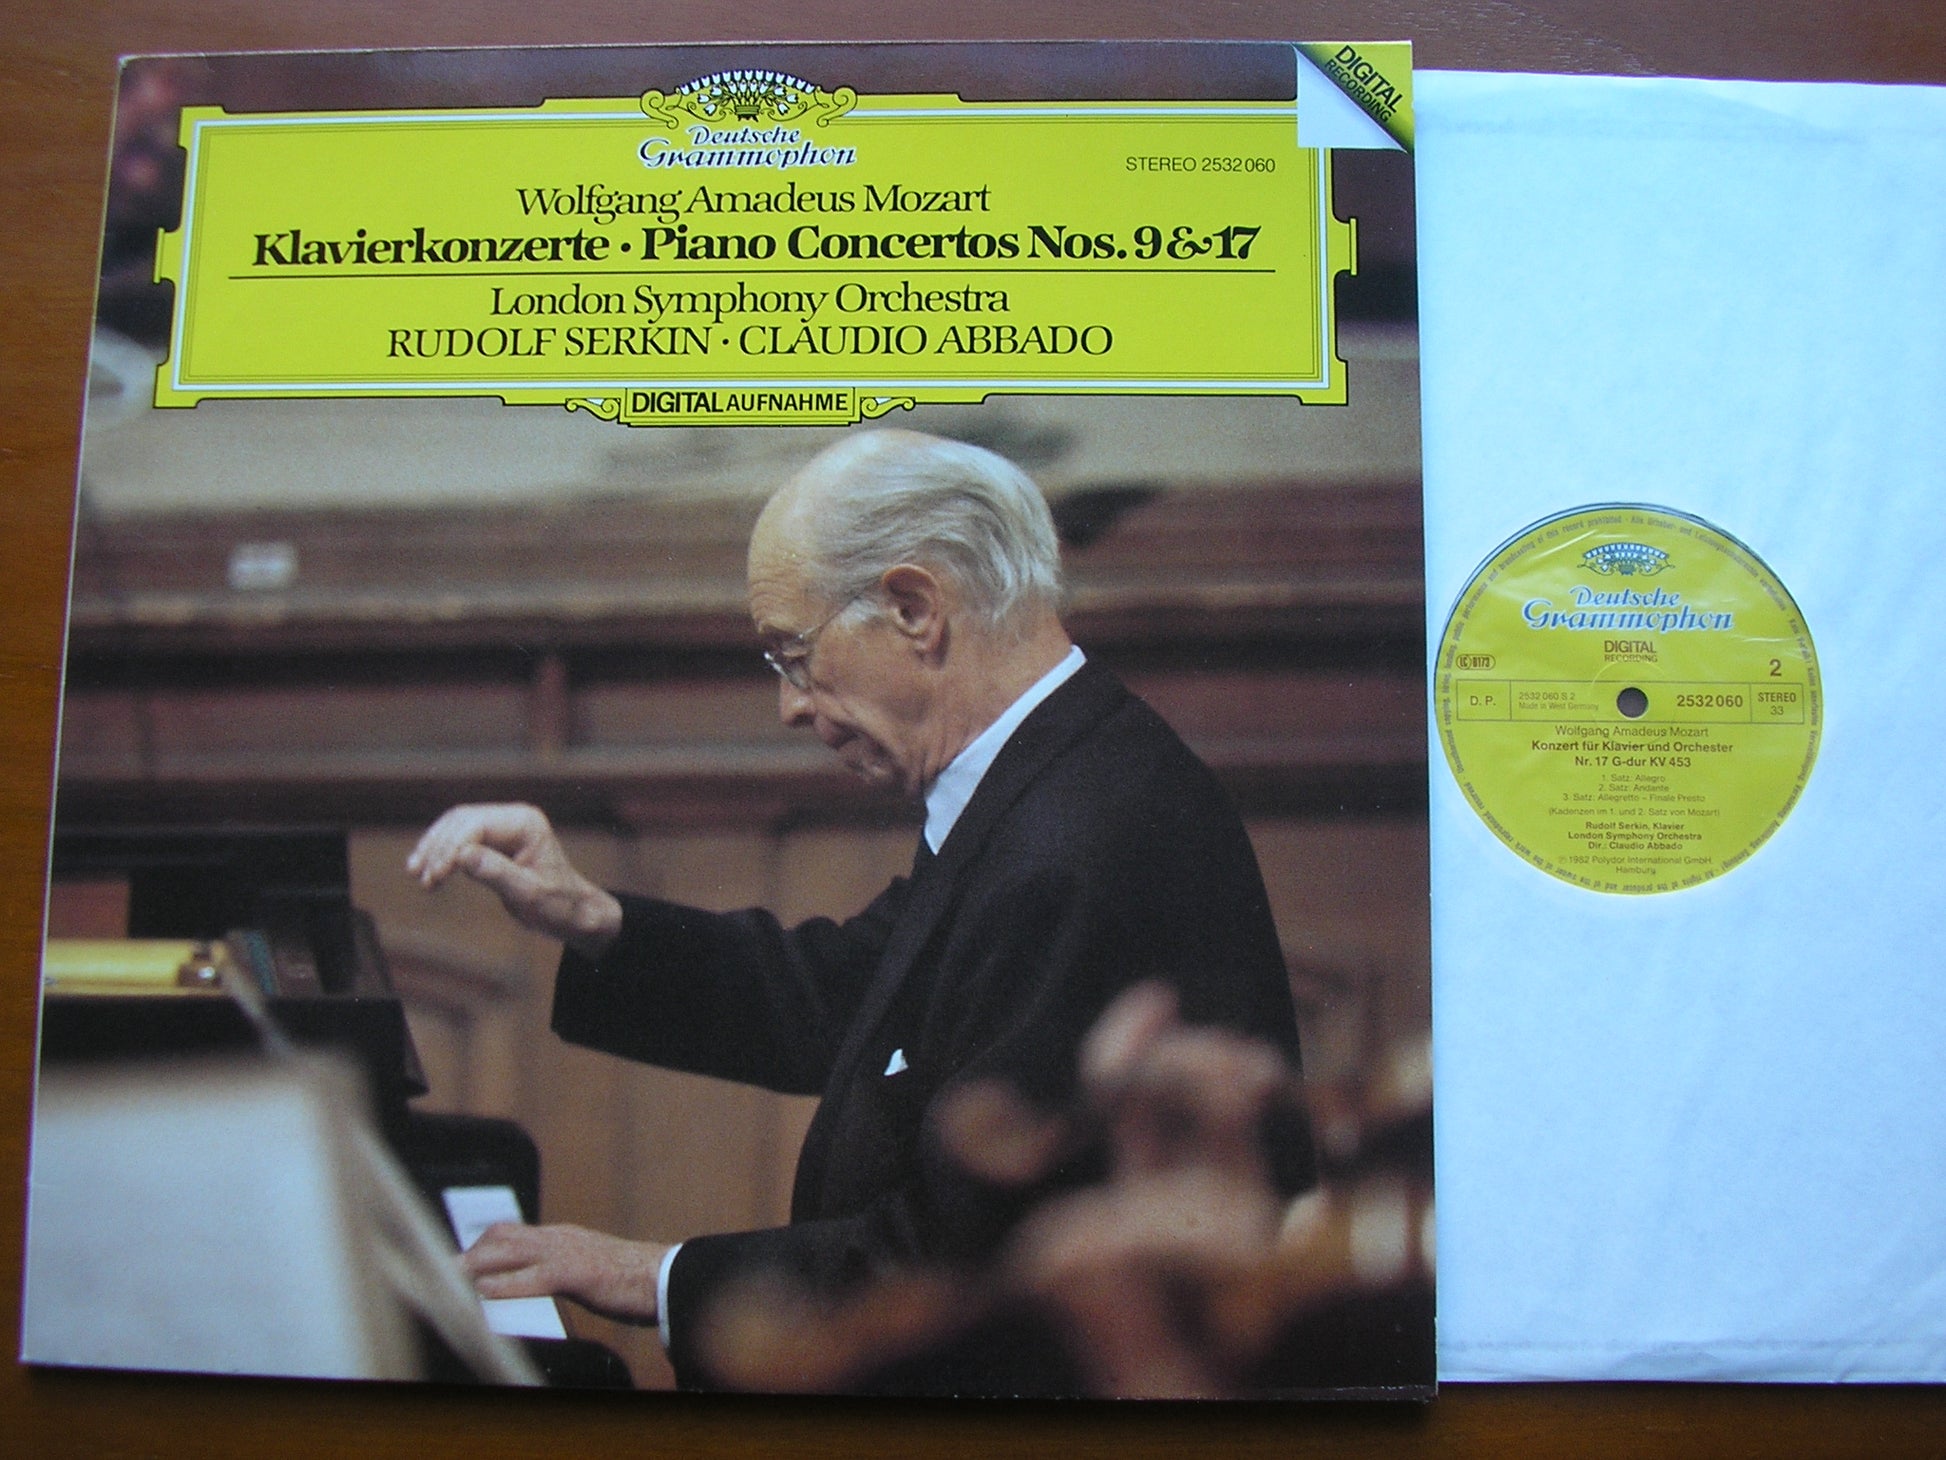 DIGITAL
RECORDING
Deutsche
Grammophon
STEREO 2532 060
Wolfgang Amadeus Mozart
Klavierkonzerte · Piano Concertos Nos. 9 & 17
London Symphony Orchestra
RUDOLF SERKIN · CLAUDIO ABBADO
DIGITAL AUFNAHME
Deutsche
Grammophon
DIGITAL
RECORDING
LC 0173
2
D. P.
2532 060 S 2
Made in West Germany
2532 060
STEREO
33
Wolfgang Amadeus Mozart
Konzert für Klavier und Orchester
Nr. 17 G-dur KV 453
1. Satz: Allegro
2. Satz: Andante
3. Satz: Allegretto – Finale Presto
(Kadenzen im 1. und 2. Satz von Mozart)
Rudolf Serkin, Klavier
London Symphony Orchestra
Dir.: Claudio Abbado
℗ 1982 Polydor International GmbH,
Hamburg